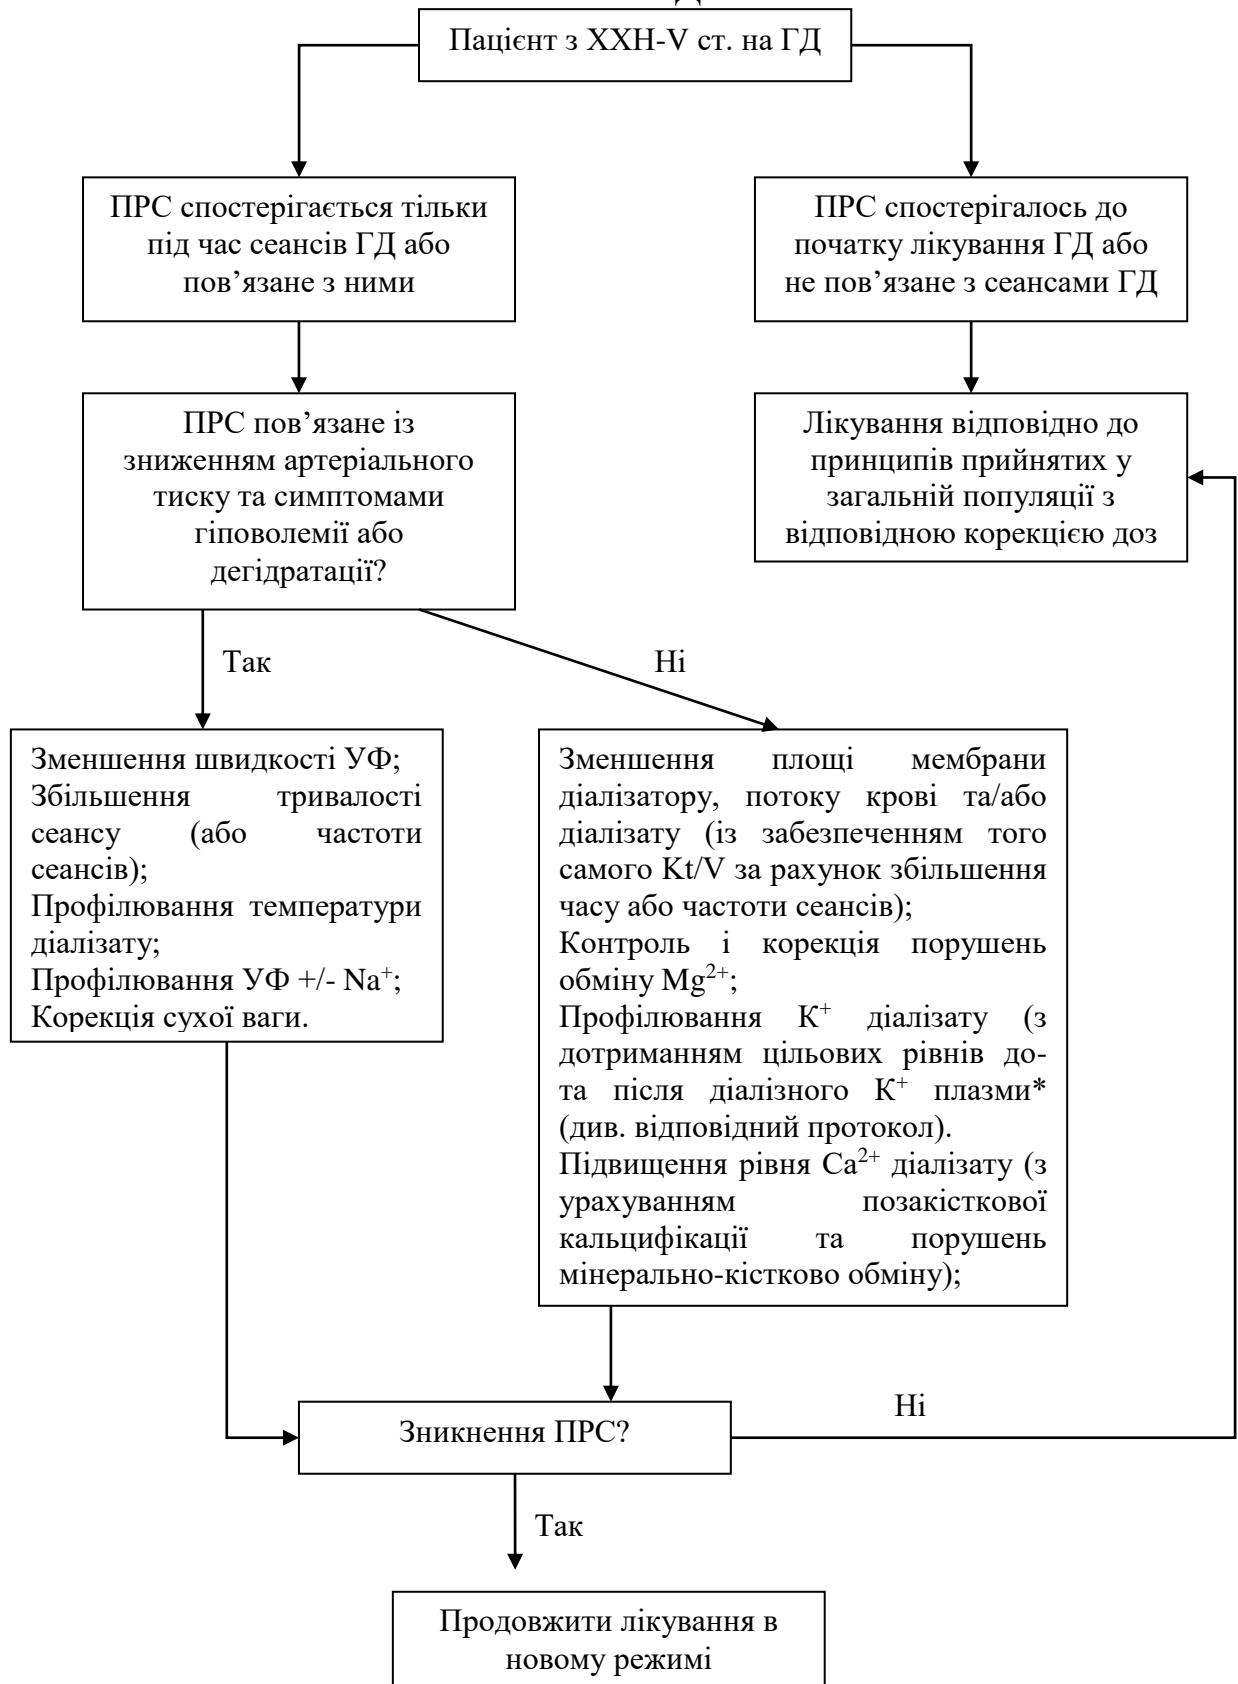 Пацієнт з ХХН-V ст. на ГД
ПРС спостерігається тільки
під час сеансів ГД або
пов’язане з ними
ПРС спостерігалось до
початку лікування ГД або
не пов’язане з сеансами ГД
ПРС пов’язане із
зниженням артеріального
тиску та симптомами
гіповолемії або
дегідратації?
Лікування відповідно до
принципів прийнятих у
загальній популяції з
відповідною корекцією доз
Так
Ні
Зменшення швидкості УФ;
Збільшення тривалості
сеансу (або частоти
сеансів);
Профілювання температури
діалізату;
Профілювання УФ +/- Na⁺;
Корекція сухої ваги.
Зменшення площі мембрани
діалізатору, потоку крові та/або
діалізату (із забезпеченням того
самого Kt/V за рахунок збільшення
часу або частоти сеансів);
Контроль і корекція порушень
обміну Mg²⁺;
Профілювання К⁺ діалізату (з
дотриманням цільових рівнів до-
та після діалізного К⁺ плазми*
(див. відповідний протокол).
Підвищення рівня Ca²⁺ діалізату (з
урахуванням позакісткової
кальцифікації та порушень
мінерально-кістково обміну);
Зникнення ПРС?
Ні
Так
Продовжити лікування в
новому режимі